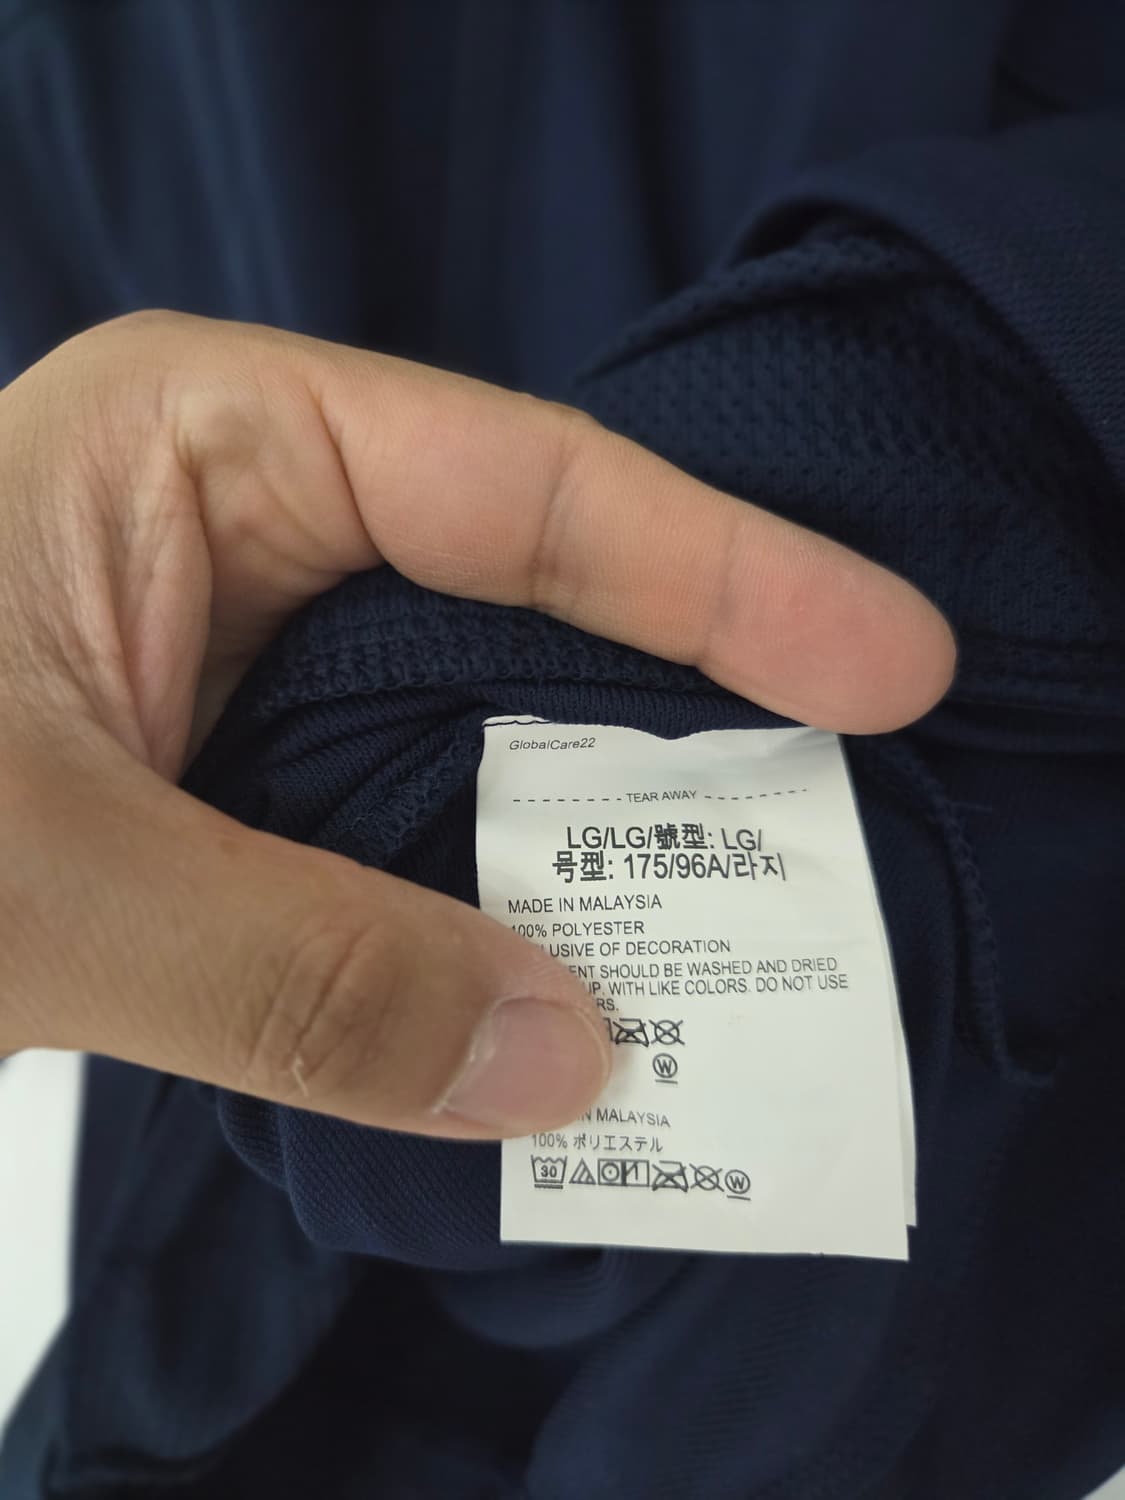 GlobalCare22
TEAR AWAY
LG/LG/號型: LG/
号型: 175/96A/라지
MADE IN MALAYSIA
100% POLYESTER
LUSIVE OF DECORATION
ENT SHOULD BE WASHED AND DRIED
UP. WITH LIKE COLORS. DO NOT USE
RS.
W
IN MALAYSIA
100% ポリエステル
30 W